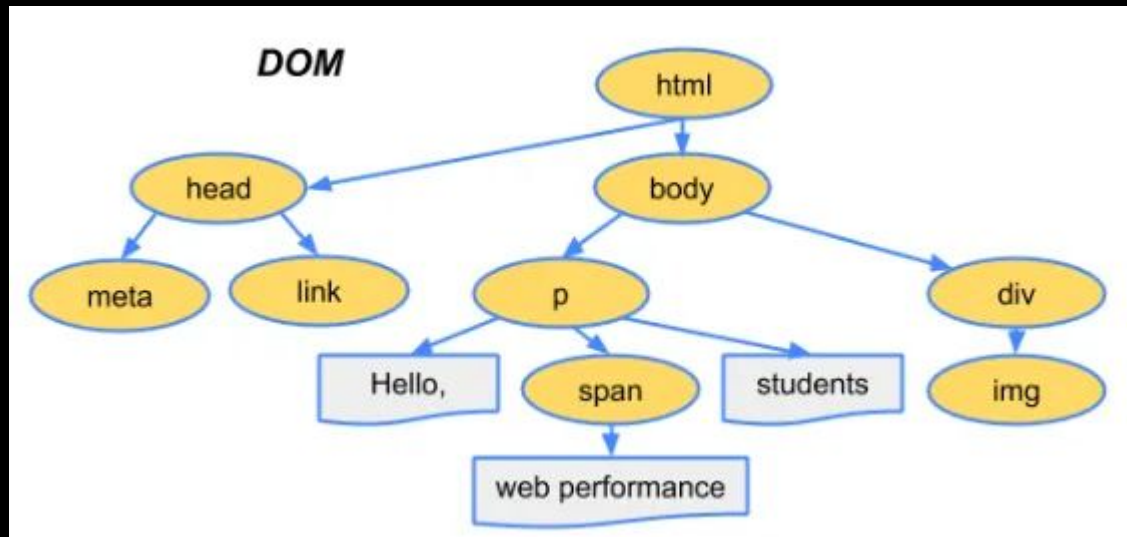 DOM
html
head
body
meta
link
p
div
Hello,
span
students
img
web performance